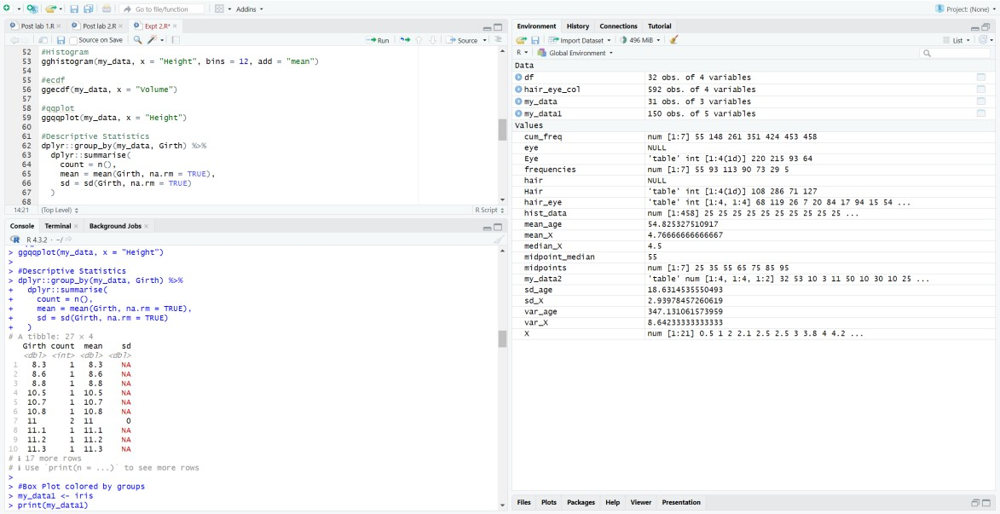 Go to file/function
Addins
Project: (None)
Post lab 1.R
Post lab 2.R
Expt 2.R*
Source on Save
Run
Source
52 #Histogram
53 gghistogram(my_data, x = "Height", bins = 12, add = "mean")
54
55 #ecdf
56 ggecdf(my_data, x = "Volume")
57
58 #qqplot
59 ggqqplot(my_data, x = "Height")
60
61 #Descriptive Statistics
62 dplyr::group_by(my_data, Girth) %>%
63 dplyr::summarise(
64 count = n(),
65 mean = mean(Girth, na.rm = TRUE),
66 sd = sd(Girth, na.rm = TRUE)
67 )
68
14:21 (Top Level) R Script
Console Terminal Background Jobs
R 4.3.2 · ~/
> ggqqplot(my_data, x = "Height")
>
> #Descriptive Statistics
> dplyr::group_by(my_data, Girth) %>%
+ dplyr::summarise(
+ count = n(),
+ mean = mean(Girth, na.rm = TRUE),
+ sd = sd(Girth, na.rm = TRUE)
+ )
# A tibble: 27 × 4
Girth count mean sd
<dbl> <int> <dbl> <dbl>
1 8.3 1 8.3 NA
2 8.6 1 8.6 NA
3 8.8 1 8.8 NA
4 10.5 1 10.5 NA
5 10.7 1 10.7 NA
6 10.8 1 10.8 NA
7 11 2 11 0
8 11.1 1 11.1 NA
9 11.2 1 11.2 NA
10 11.3 1 11.3 NA
# ℹ 17 more rows
# ℹ Use `print(n = ...)` to see more rows
>
> #Box Plot colored by groups
> my_data1 <- iris
> print(my_data1)
Environment History Connections Tutorial
Import Dataset 496 MiB List
R Global Environment
Data
df 32 obs. of 4 variables
hair_eye_col 592 obs. of 4 variables
my_data 31 obs. of 3 variables
my_data1 150 obs. of 5 variables
Values
cum_freq num [1:7] 55 148 261 351 424 453 458
eye NULL
Eye 'table' int [1:4(1d)] 220 215 93 64
frequencies num [1:7] 55 93 113 90 73 29 5
hair NULL
Hair 'table' int [1:4(1d)] 108 286 71 127
hair_eye 'table' int [1:4, 1:4] 68 119 26 7 20 84 17 94 15 54 ...
hist_data num [1:458] 25 25 25 25 25 25 25 25 25 25 ...
mean_age 54.825327510917
mean_X 4.76666666666667
median_X 4.5
midpoint_median 55
midpoints num [1:7] 25 35 55 65 75 85 95
my_data2 'table' num [1:4, 1:4, 1:2] 32 53 10 3 11 50 10 30 10 25 ...
sd_age 18.6314535550493
sd_X 2.93978457260619
var_age 347.131061573959
var_X 8.64233333333333
X num [1:21] 0.5 1 2 2.1 2.5 2.5 3 3.8 4 4.2 ...
Files Plots Packages Help Viewer Presentation